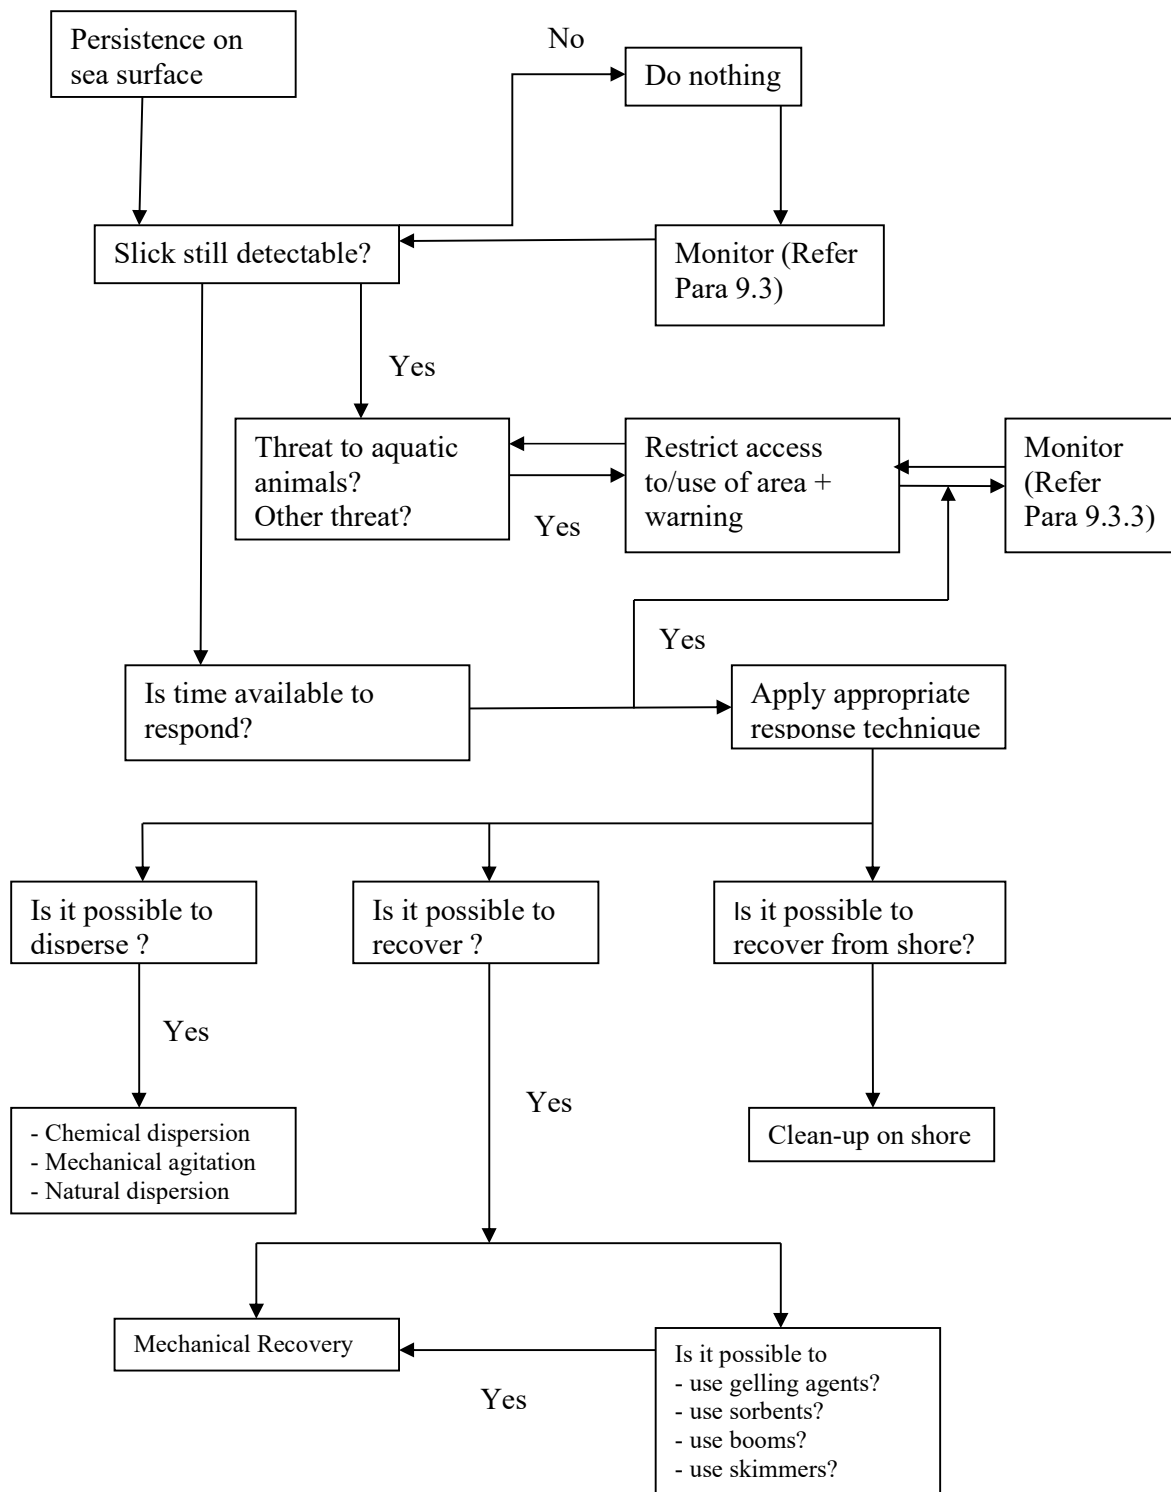 Persistence on
sea surface
No
Do nothing
Slick still detectable?
Monitor (Refer
Para 9.3)
Yes
Threat to aquatic
animals?
Other threat?
Yes
Restrict access
to/use of area +
warning
Monitor
(Refer
Para 9.3.3)
Yes
Is time available to
respond?
Apply appropriate
response technique
Is it possible to
disperse ?
Is it possible to
recover ?
Is it possible to
recover from shore?
Yes
Yes
- Chemical dispersion
- Mechanical agitation
- Natural dispersion
Clean-up on shore
Mechanical Recovery
Yes
Is it possible to
- use gelling agents?
- use sorbents?
- use booms?
- use skimmers?